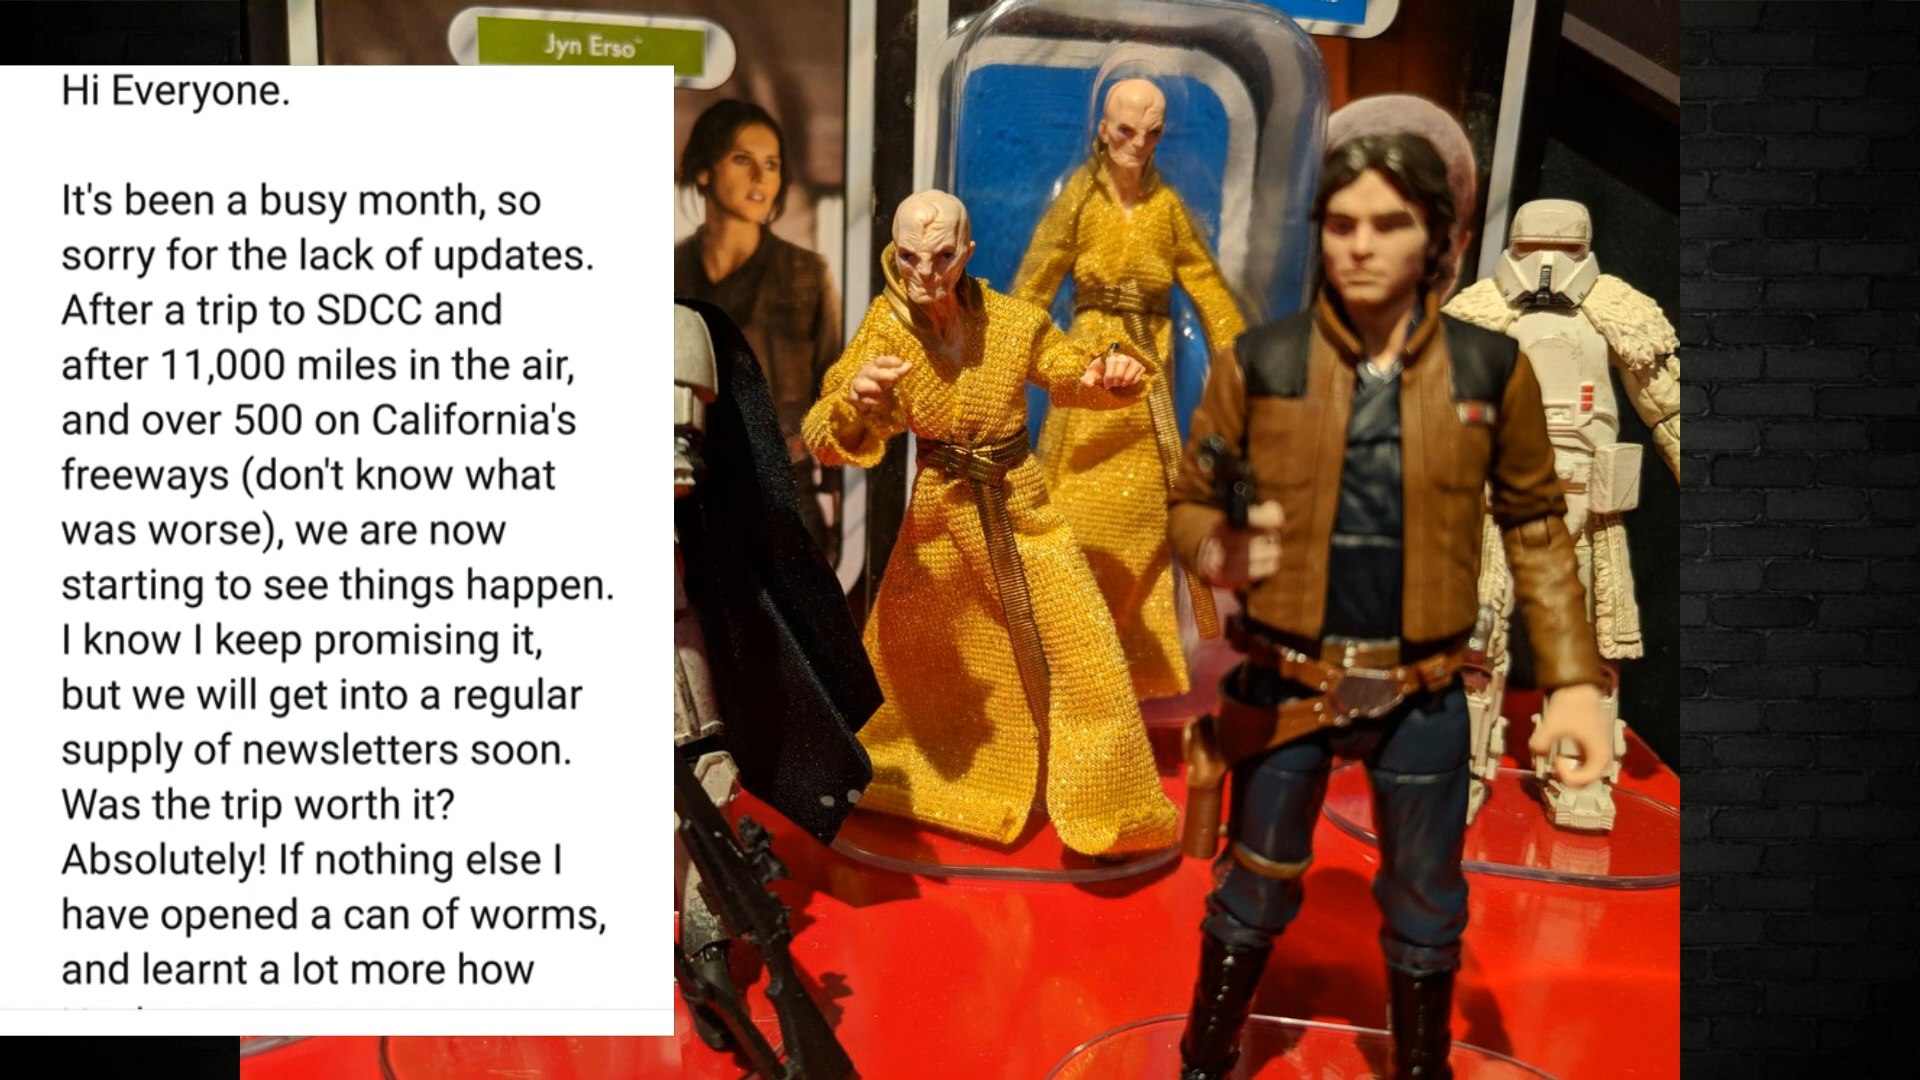 Jyn Erso™
Hi Everyone.
It's been a busy month, so
sorry for the lack of updates.
After a trip to SDCC and
after 11,000 miles in the air,
and over 500 on California's
freeways (don't know what
was worse), we are now
starting to see things happen.
I know I keep promising it,
but we will get into a regular
supply of newsletters soon.
Was the trip worth it?
Absolutely! If nothing else I
have opened a can of worms,
and learnt a lot more how